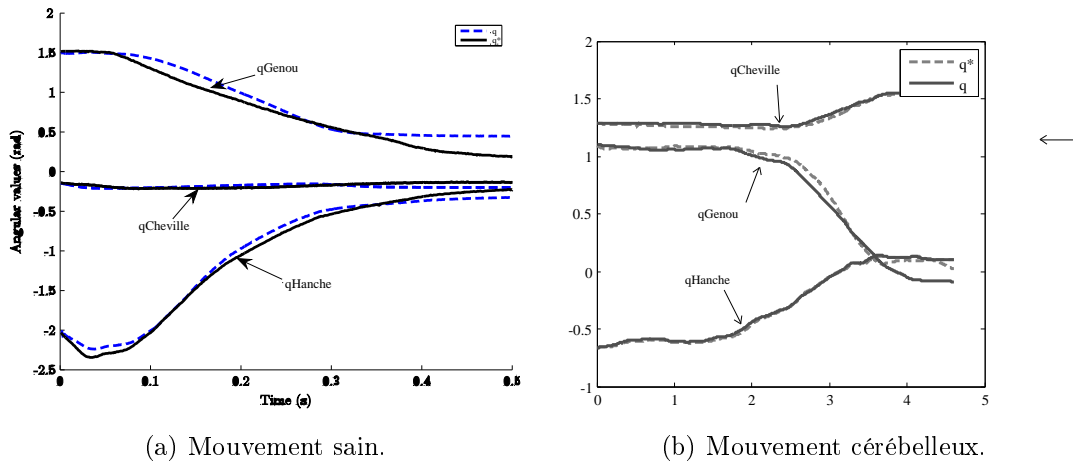 2
1.5
1
0.5
0
-0.5
-1
-1.5
-2
-2.5
0
0.1
0.2
0.3
0.4
0.5
Angular values (rad)
Time (s)
qGenou
qCheville
qHanche
q
q*
(a) Mouvement sain.
2
1.5
1
0.5
0
-0.5
-1
0
1
2
3
4
5
qCheville
qGenou
qHanche
q*
q
(b) Mouvement cérébelleux.